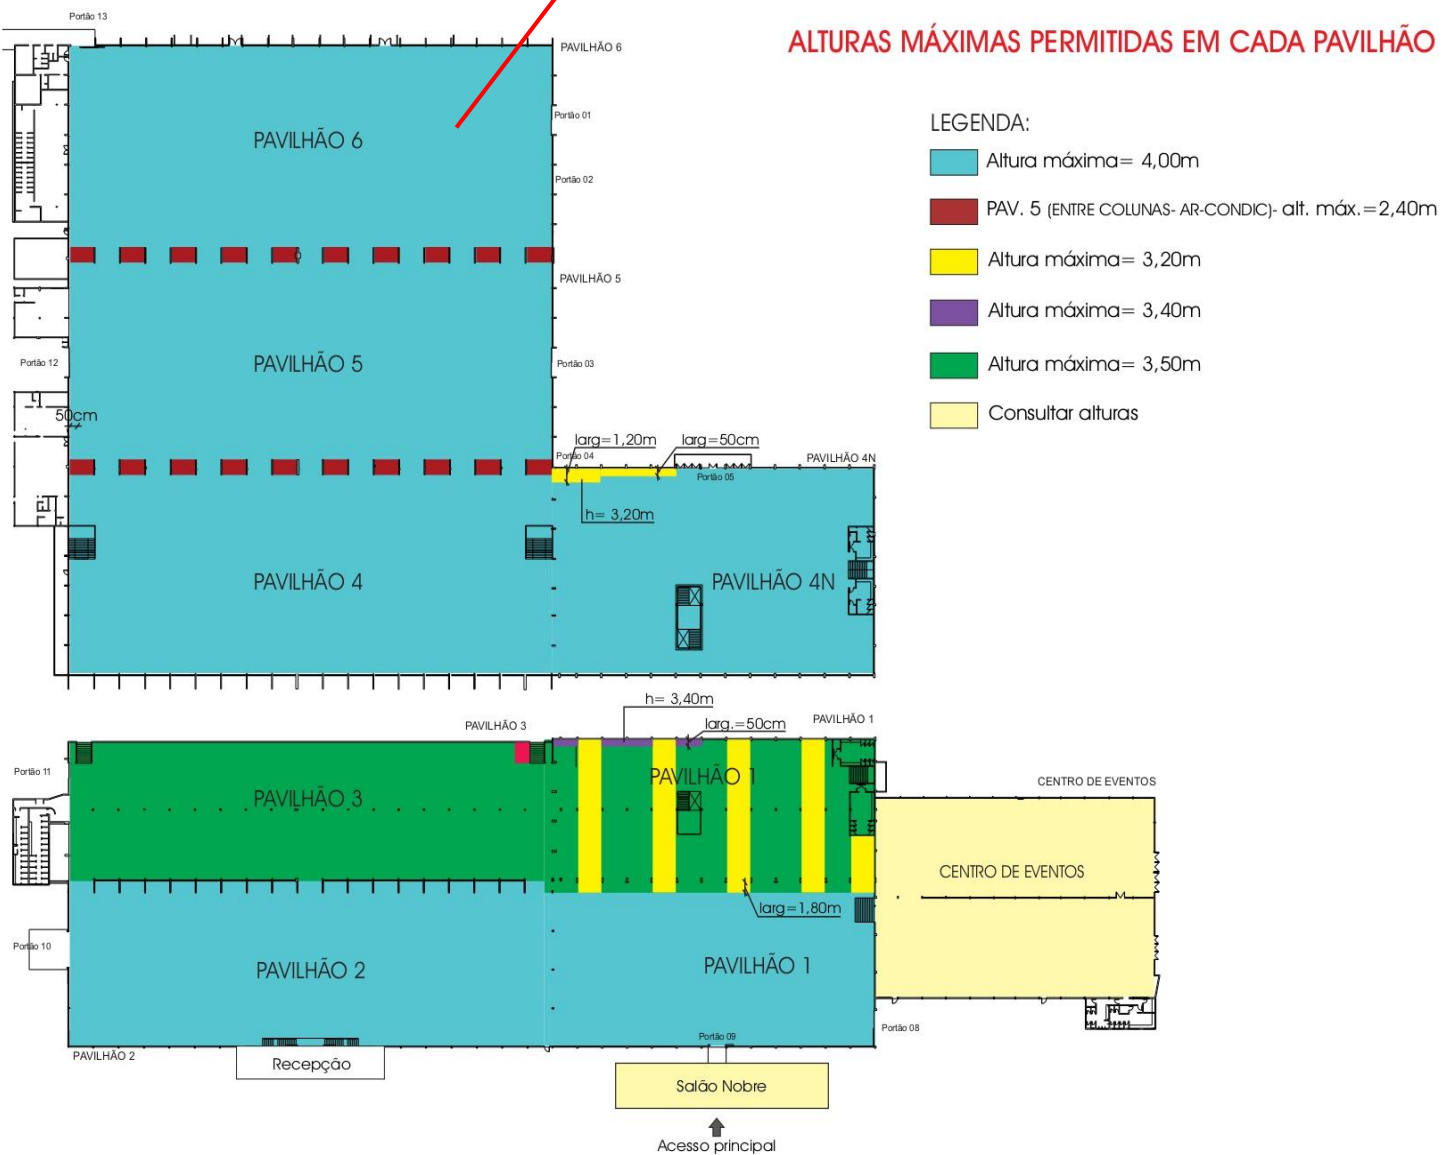 Portão 13
PAVILHÃO 6
ALTURAS MÁXIMAS PERMITIDAS EM CADA PAVILHÃO
Portão 01
LEGENDA:
PAVILHÃO 6
Altura máxima= 4,00m
Portão 02
PAV. 5 (ENTRE COLUNAS- AR-CONDIC)- alt. máx.=2,40m
Altura máxima= 3,20m
PAVILHÃO 5
Altura máxima= 3,40m
Portão 12
PAVILHÃO 5
Portão 03
Altura máxima= 3,50m
50cm
Consultar alturas
larg=1,20m
larg=50cm
Portão 04
PAVILHÃO 4N
Portão 05
h= 3,20m
PAVILHÃO 4
PAVILHÃO 4N
h= 3,40m
PAVILHÃO 3
larg.=50cm
PAVILHÃO 1
Portão 11
PAVILHÃO 1
CENTRO DE EVENTOS
PAVILHÃO 3
CENTRO DE EVENTOS
larg=1,80m
Portão 10
PAVILHÃO 2
PAVILHÃO 1
Portão 08
Portão 09
PAVILHÃO 2
Recepção
Salão Nobre
Acesso principal